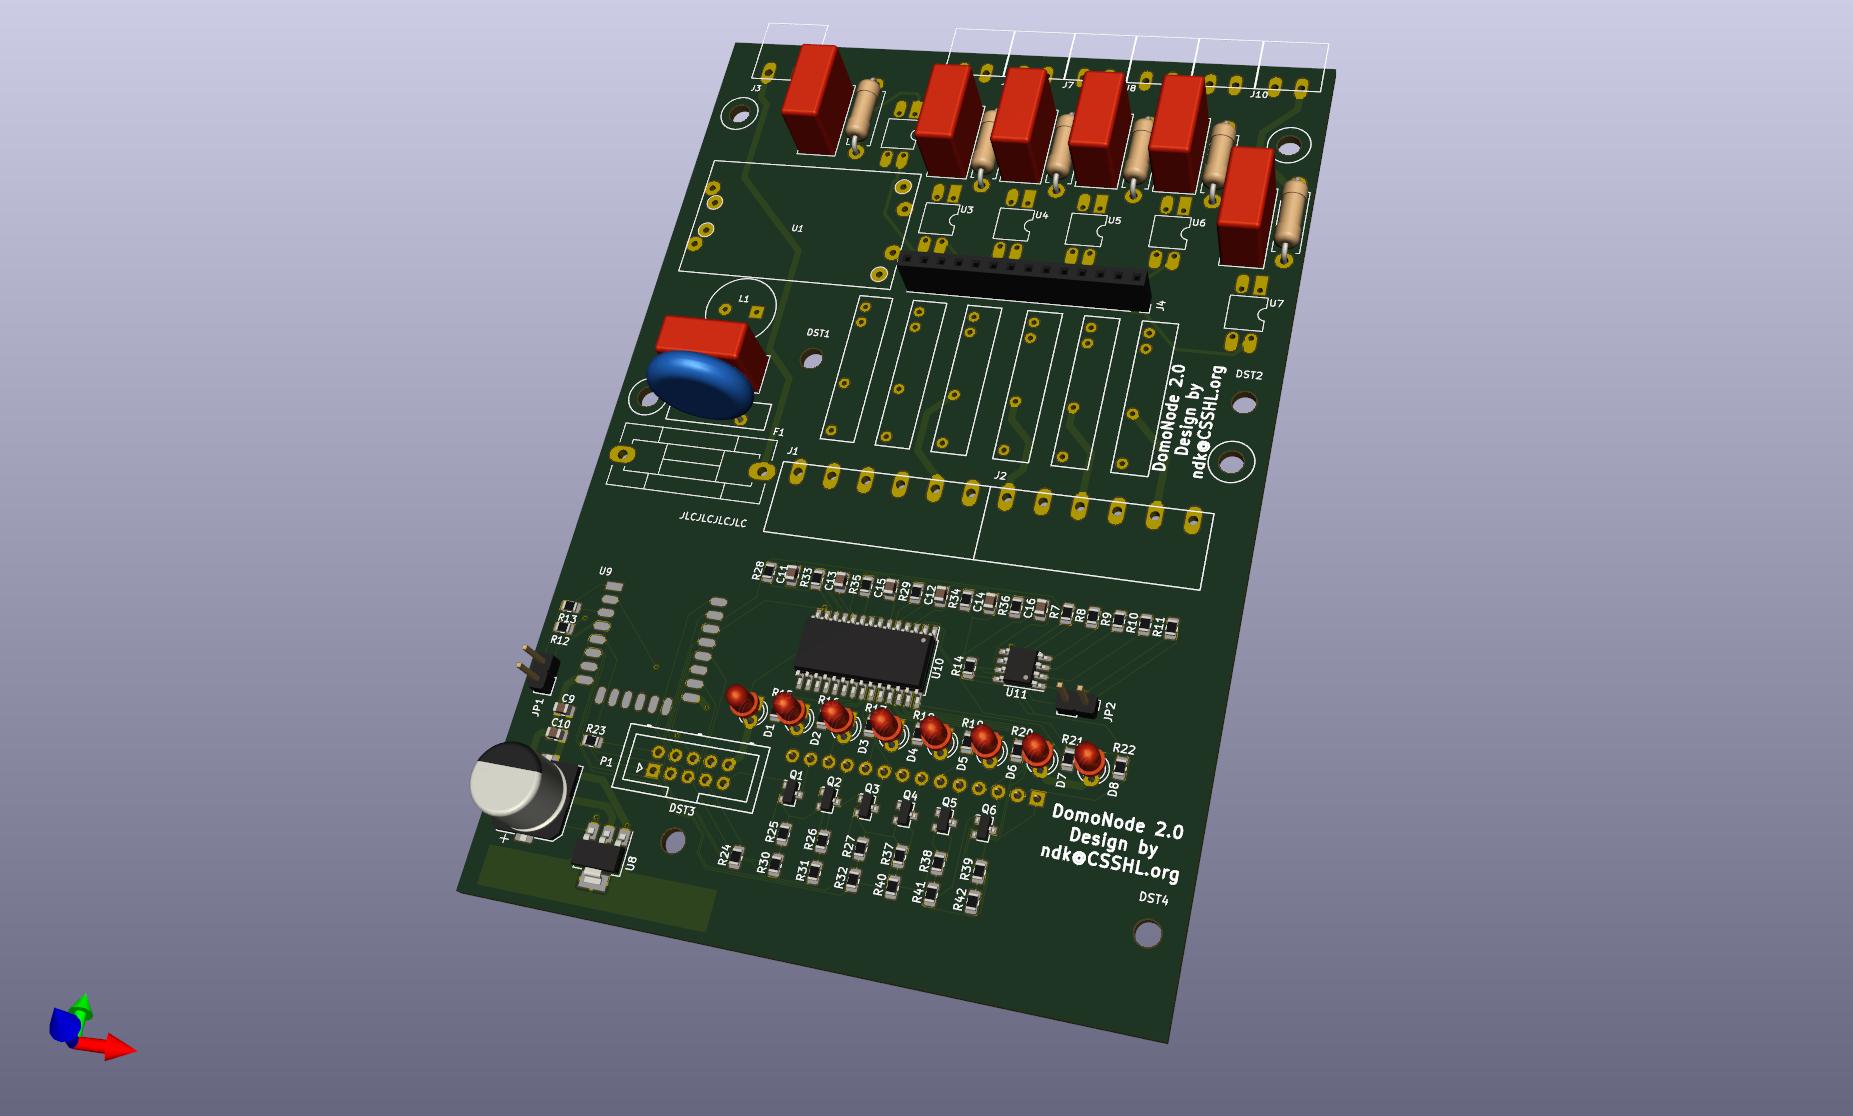 J3
J7
J8
J10
U3
U4
U5
U6
U1
U7
L1
J4
DST1
DST2
DomoNode 2.0
Design by
ndk@CSSHL.org
F1
J1
J2
JLCJLCJLCJLC
U9
R28
C11
R33
C13
R35
C15
R29
C12
R34
C14
R36
C16
R7
R8
R9
R10
R11
R13
R12
U10
R14
U11
JP1
JP2
C9
C10
R23
P1
R19
R20
R21
R22
D1
D2
D3
D4
D5
D6
D7
D8
DST3
Q1
Q2
Q3
Q4
Q5
Q6
DomoNode 2.0
Design by
ndk@CSSHL.org
R25
R26
R27
R37
R38
R39
R24
R30
R31
R32
R40
R41
R42
U8
DST4